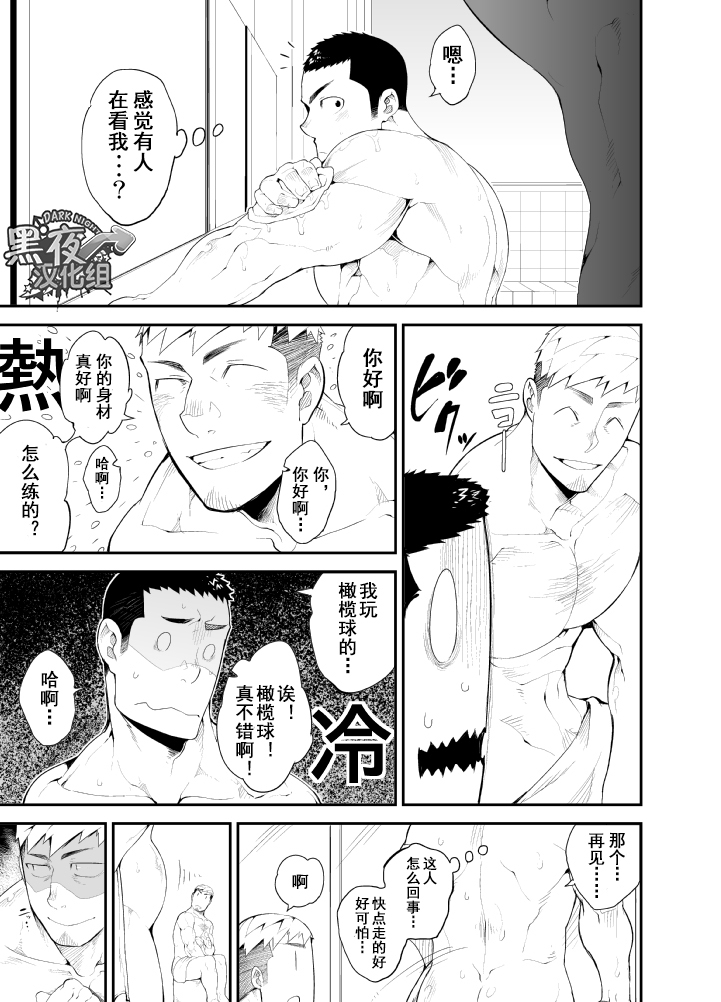 嗯…
感觉有人
在看我…？
DARK NIGHT
黑夜
汉化组
ビクッ
ニコ
你好啊
你，
你好啊…
你的身材
真好啊
哈啊…
怎么练的？
熱
我玩
橄榄球的…
诶！
橄榄球！
真不错啊！
哈啊…
冷
那个…
再见……
这人
怎么回事…
快点走的好
好可怕…
啊